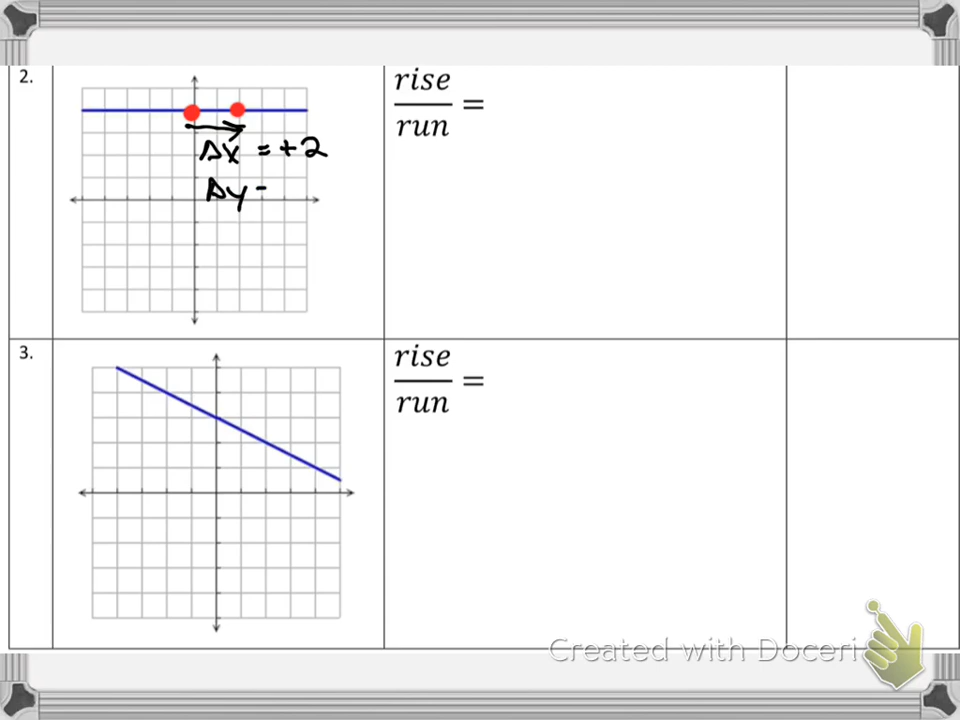 2.
rise
run
=
Δx = +2
Δy =
3.
rise
run
=
Created with Doceri